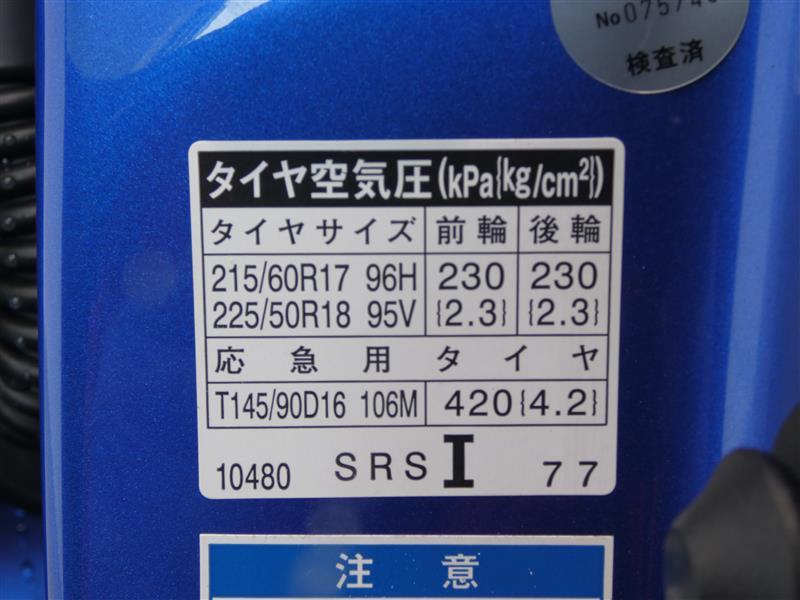 検査済
タイヤ空気圧(kPa{kg/cm²})
タイヤサイズ 前輪 後輪
215/60R17 96H 230 230
225/50R18 95V {2.3} {2.3}
応急用タイヤ
T145/90D16 106M 420{4.2}
10480 SRS I 77
注意